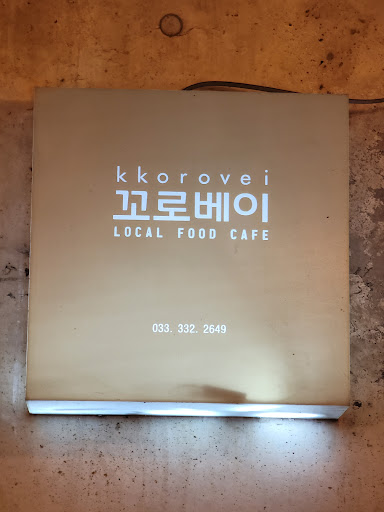 kkorovei
꼬로베이
LOCAL FOOD CAFE
033. 332. 2649